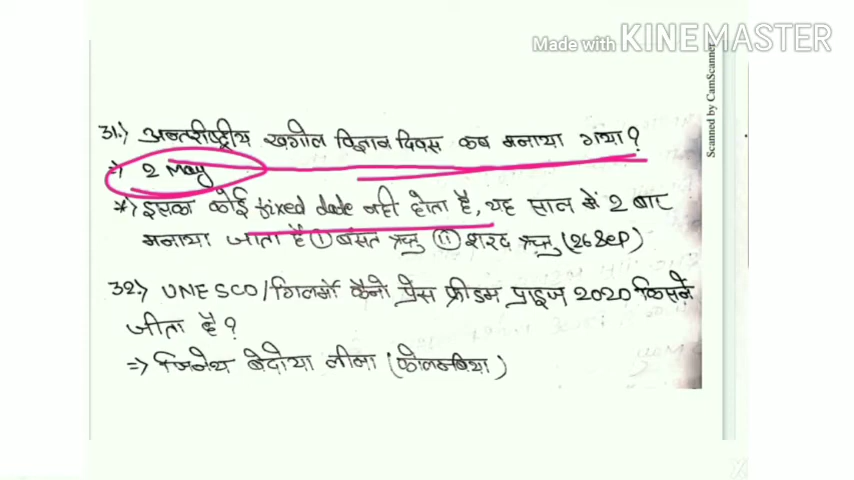 Made with KINEMASTER
Scanned by CamScanner
31.) अन्तर्राष्ट्रीय खगोल विज्ञान दिवस कब मनाया गया?
=> 2 May
*> इसका कोई fixed date नहीं होता है, यह साल में 2 बार
मनाया जाता है (i) बसंत ऋतु (ii) शरद ऋतु (26 Sep)
32.) UNESCO/गिलर्मो कैनो प्रेस फ्रीडम प्राइज 2020 किसने
जीता है?
=> जिनेथ बेदोया लीमा (कोलम्बिया)